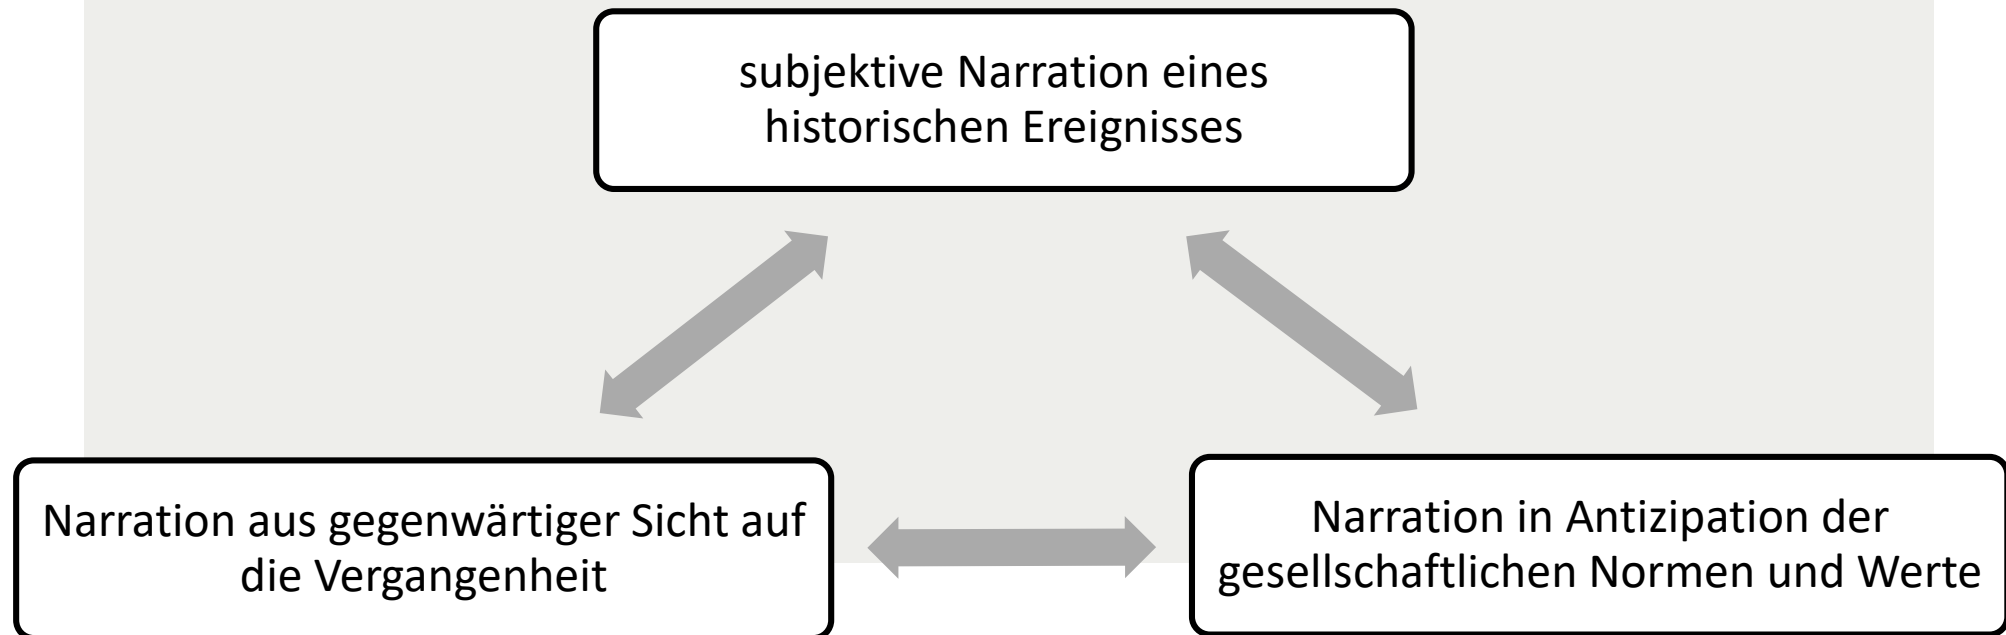 subjektive Narration eines
historischen Ereignisses
Narration aus gegenwärtiger Sicht auf
die Vergangenheit
Narration in Antizipation der
gesellschaftlichen Normen und Werte